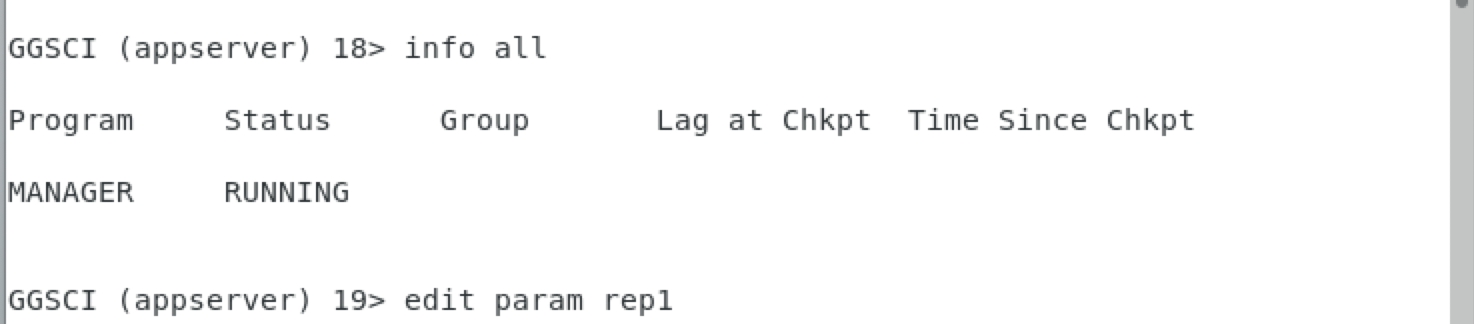 GGSCI (appserver) 18> info all
Program     Status      Group       Lag at Chkpt  Time Since Chkpt
MANAGER     RUNNING
GGSCI (appserver) 19> edit param rep1